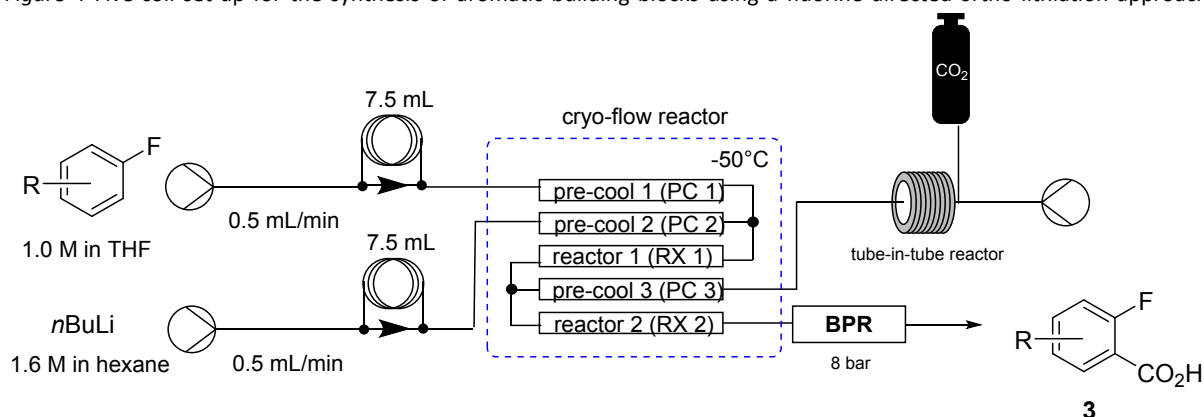 Figure Five coil set up for the synthesis of aromatic building blocks using a fluorine directed ortho lithiation approach
CO2
7.5 mL
cryo-flow reactor
F
R
-50°C
pre-cool 1 (PC 1)
0.5 mL/min
pre-cool 2 (PC 2)
1.0 M in THF
7.5 mL
reactor 1 (RX 1)
tube-in-tube reactor
pre-cool 3 (PC 3)
nBuLi
reactor 2 (RX 2)
BPR
F
R
1.6 M in hexane
0.5 mL/min
8 bar
CO2H
3